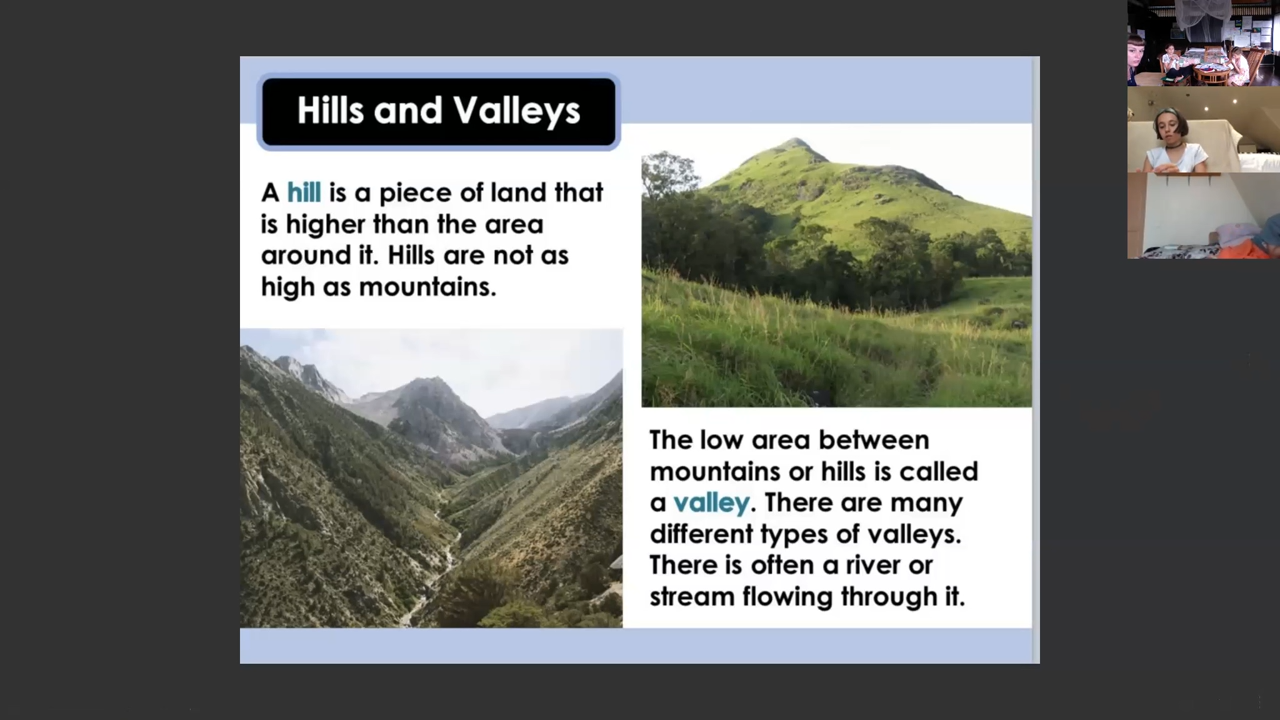 Hills and Valleys
A hill is a piece of land that
is higher than the area
around it. Hills are not as
high as mountains.
The low area between
mountains or hills is called
a valley. There are many
different types of valleys.
There is often a river or
stream flowing through it.